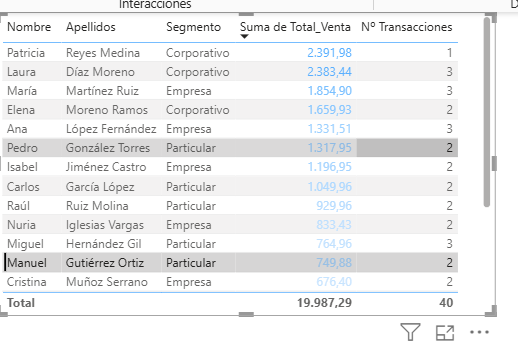 Interacciones D
Nombre Apellidos Segmento Suma de Total_Venta Nº Transacciones
Patricia Reyes Medina Corporativo 2.391,98 1
Laura Díaz Moreno Corporativo 2.383,44 3
María Martínez Ruiz Empresa 1.854,90 3
Elena Moreno Ramos Corporativo 1.659,93 2
Ana López Fernández Empresa 1.331,51 3
Pedro González Torres Particular 1.317,95 2
Isabel Jiménez Castro Empresa 1.196,95 2
Carlos García López Particular 1.049,96 2
Raúl Ruiz Molina Particular 929,96 2
Nuria Iglesias Vargas Empresa 833,43 2
Miguel Hernández Gil Particular 764,96 3
Manuel Gutiérrez Ortiz Particular 749,88 2
Cristina Muñoz Serrano Empresa 676,40 2
Total 19.987,29 40